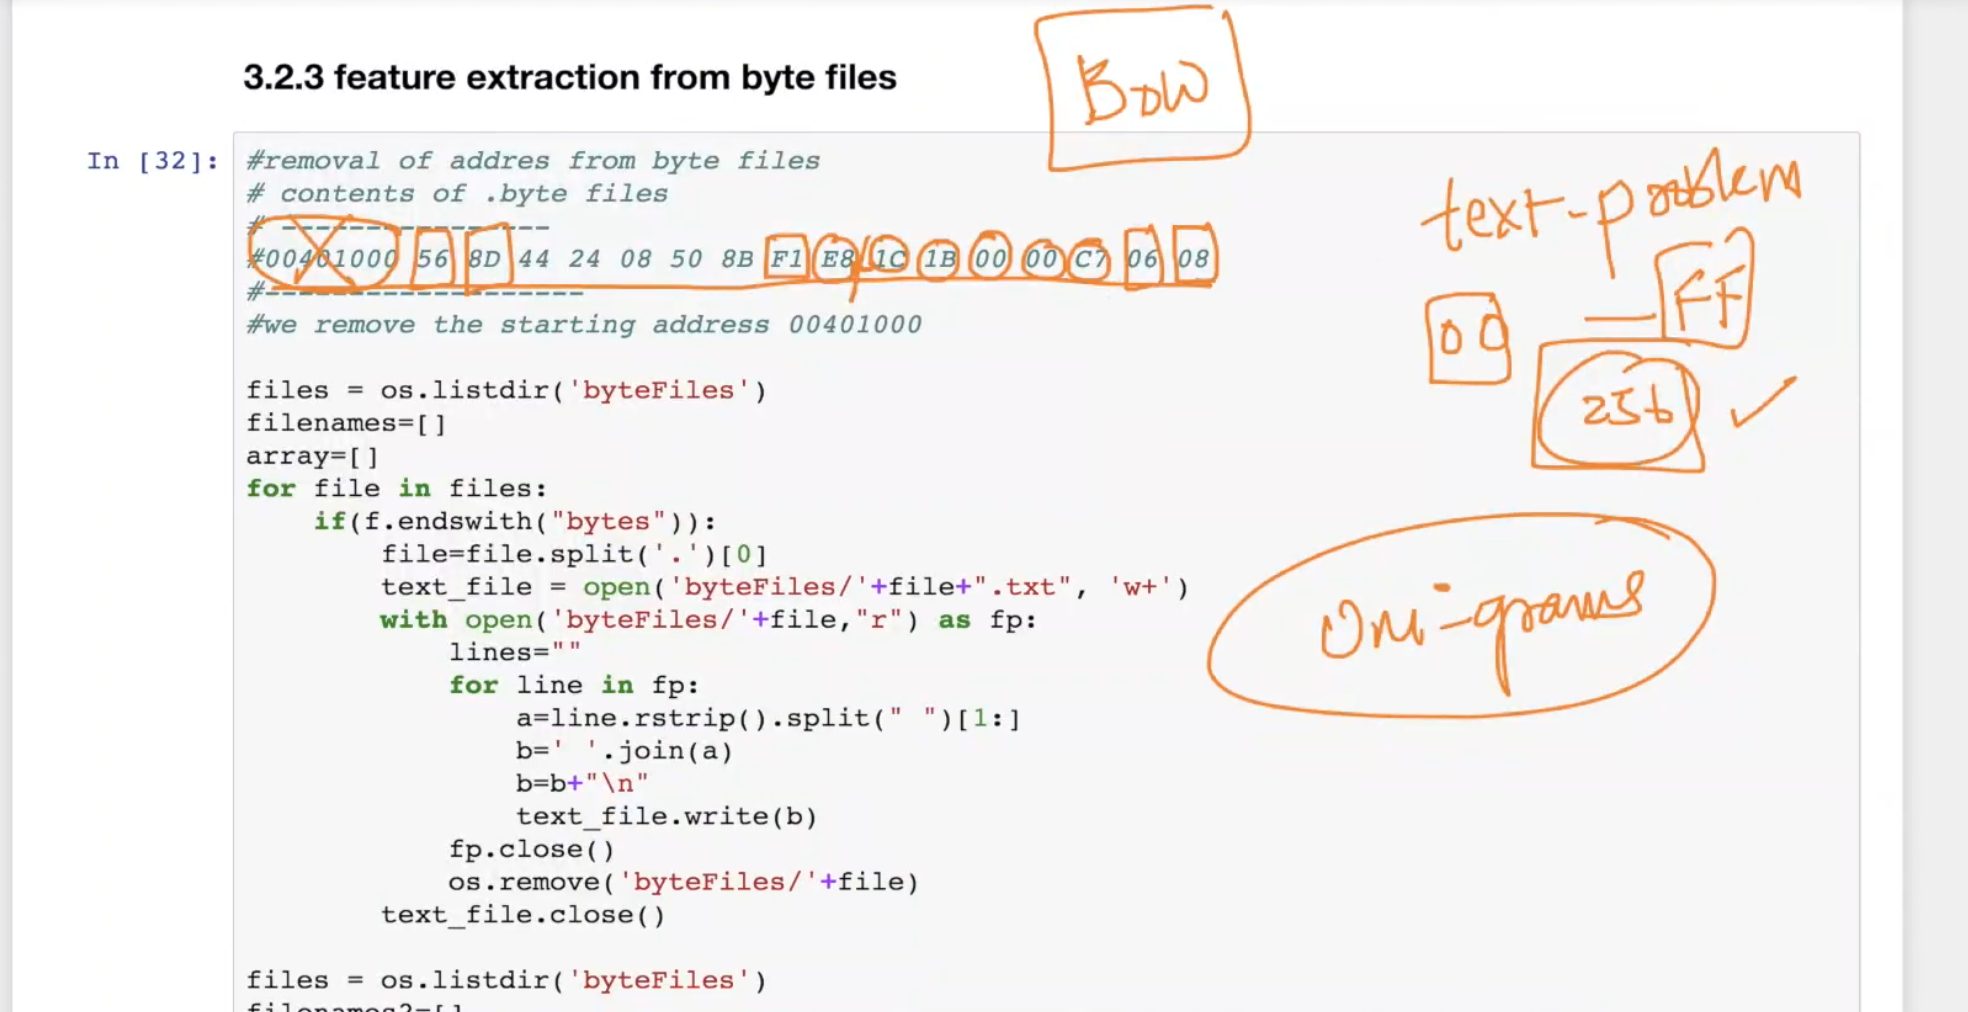 BOW
3.2.3 feature extraction from byte files
In [32]:
#removal of addres from byte files
# contents of .byte files
# ----------------
#00401000 56 8D 44 24 08 50 8B F1 E8 1C 1B 00 00 C7 06 08
#-------------------
#we remove the starting address 00401000
text-problem
00 — FF
256 ✓
files = os.listdir('byteFiles')
filenames=[]
array=[]
for file in files:
    if(f.endswith("bytes")):
        file=file.split('.')[0]
        text_file = open('byteFiles/'+file+".txt", 'w+')
        with open('byteFiles/'+file,"r") as fp:
            lines=""
            for line in fp:
                a=line.rstrip().split(" ")[1:]
                b=' '.join(a)
                b=b+"\n"
                text_file.write(b)
            fp.close()
            os.remove('byteFiles/'+file)
        text_file.close()
Uni-grams
files = os.listdir('byteFiles')
filenames2=[]